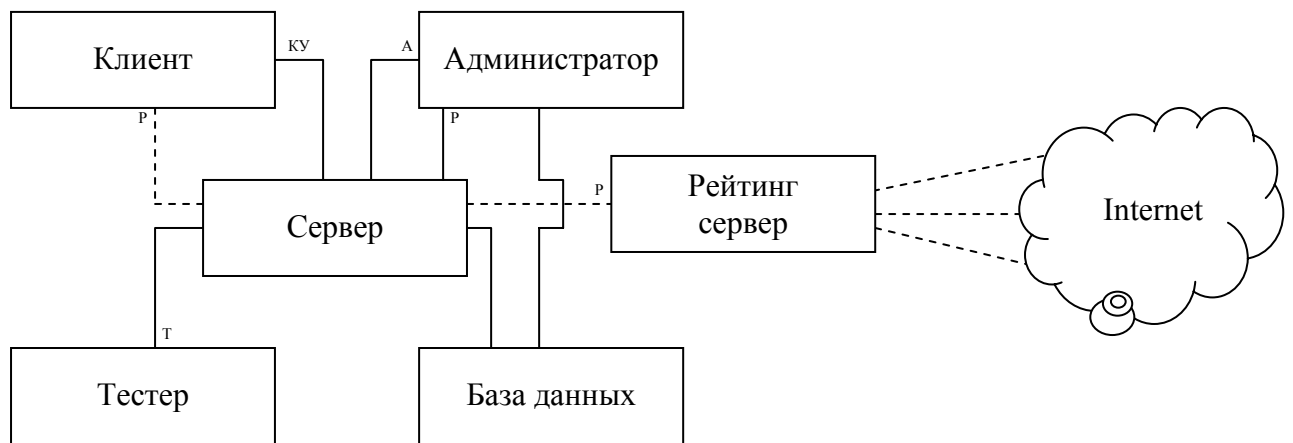 Клиент
КУ
А
Администратор
Р
Р
Р
Рейтинг
сервер
Internet
Сервер
Т
Тестер
База данных